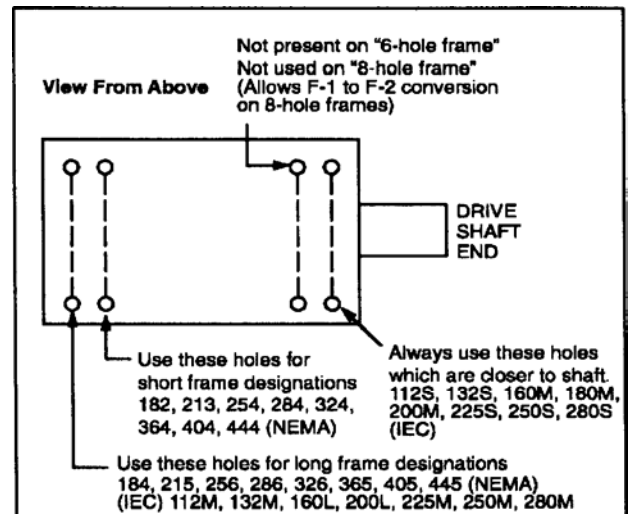 Not present on "6-hole frame"
Not used on "8-hole frame"
(Allows F-1 to F-2 conversion
on 8-hole frames)
View From Above
DRIVE
SHAFT
END
Use these holes for
short frame designations
182, 213, 254, 284, 324,
364, 404, 444 (NEMA)
Always use these holes
which are closer to shaft.
112S, 132S, 160M, 180M,
200M, 225S, 250S, 280S
(IEC)
Use these holes for long frame designations
184, 215, 256, 286, 326, 365, 405, 445 (NEMA)
(IEC) 112M, 132M, 160L, 200L, 225M, 250M, 280M